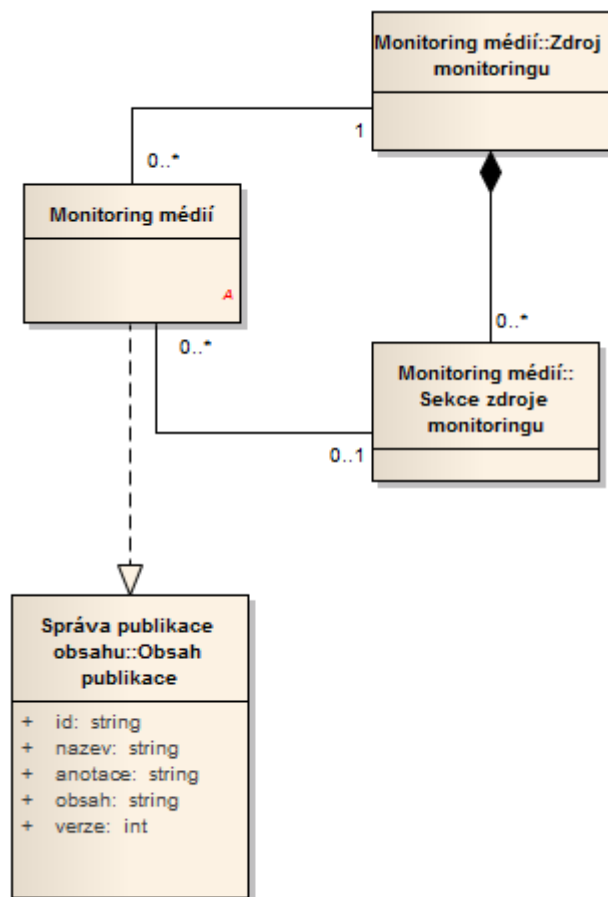 Monitoring médií::Zdroj
monitoringu
1
0..*
Monitoring médií
A
0..*
0..*
Monitoring médií::
Sekce zdroje
monitoringu
0..1
Správa publikace
obsahu::Obsah
publikace
+ id: string
+ nazev: string
+ anotace: string
+ obsah: string
+ verze: int